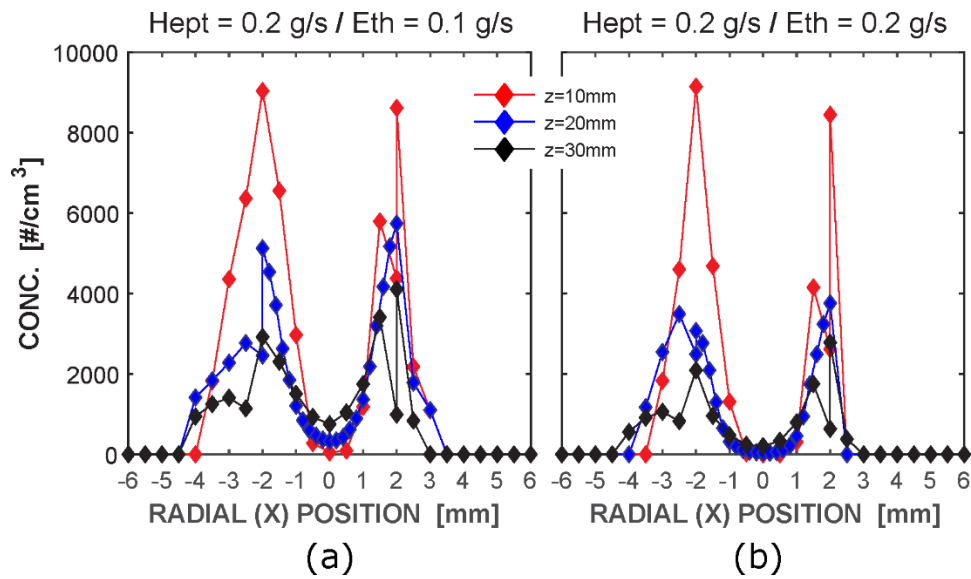 Hept = 0.2 g/s / Eth = 0.1 g/s
Hept = 0.2 g/s / Eth = 0.2 g/s
10000
8000
6000
4000
2000
0
CONC. [#/cm³]
z=10mm
z=20mm
z=30mm
-6 -5 -4 -3 -2 -1 0 1 2 3 4 5 6
-6 -5 -4 -3 -2 -1 0 1 2 3 4 5 6
RADIAL (X) POSITION [mm]
RADIAL (X) POSITION [mm]
(a)
(b)